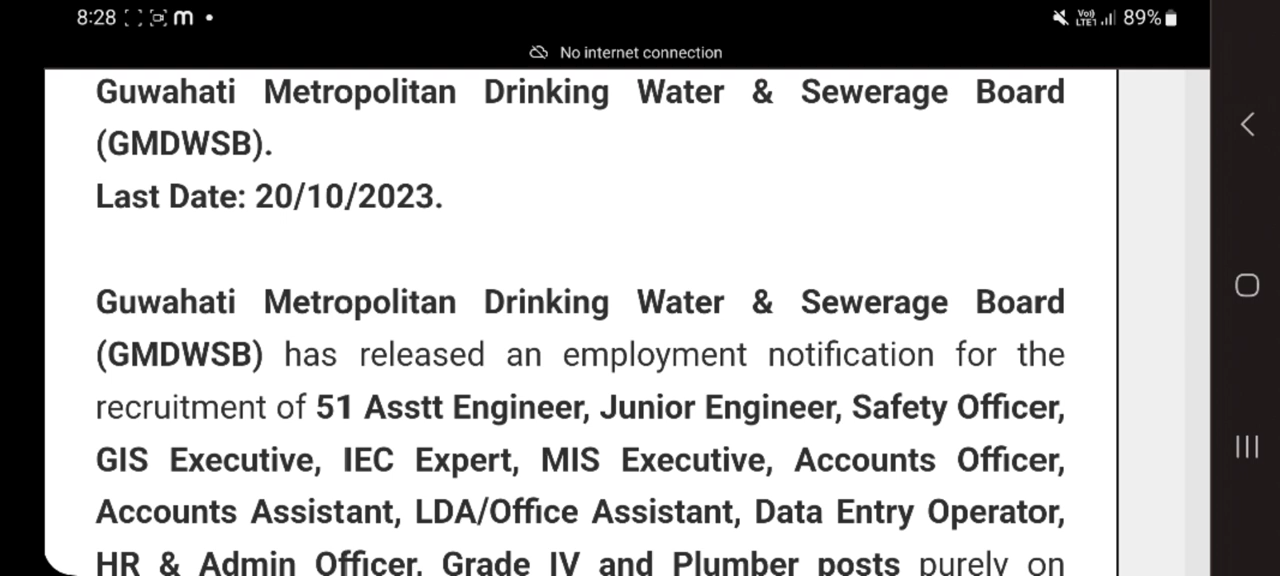 8:28 m
Vo)) LTE1 89%
No internet connection
Guwahati Metropolitan Drinking Water & Sewerage Board
(GMDWSB).
Last Date: 20/10/2023.
Guwahati Metropolitan Drinking Water & Sewerage Board
(GMDWSB) has released an employment notification for the
recruitment of 51 Asstt Engineer, Junior Engineer, Safety Officer,
GIS Executive, IEC Expert, MIS Executive, Accounts Officer,
Accounts Assistant, LDA/Office Assistant, Data Entry Operator,
HR & Admin Officer, Grade IV and Plumber posts purely on